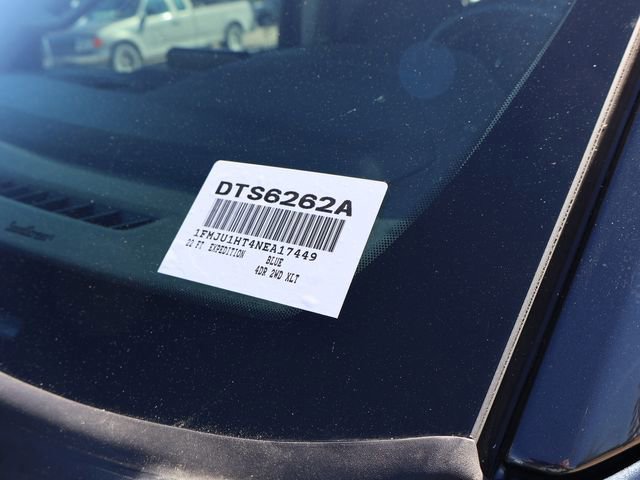 DTS6262A
1FMJU1HT4NEA17449
22 FT EXPEDITION BLUE
4DR 2WD XLT